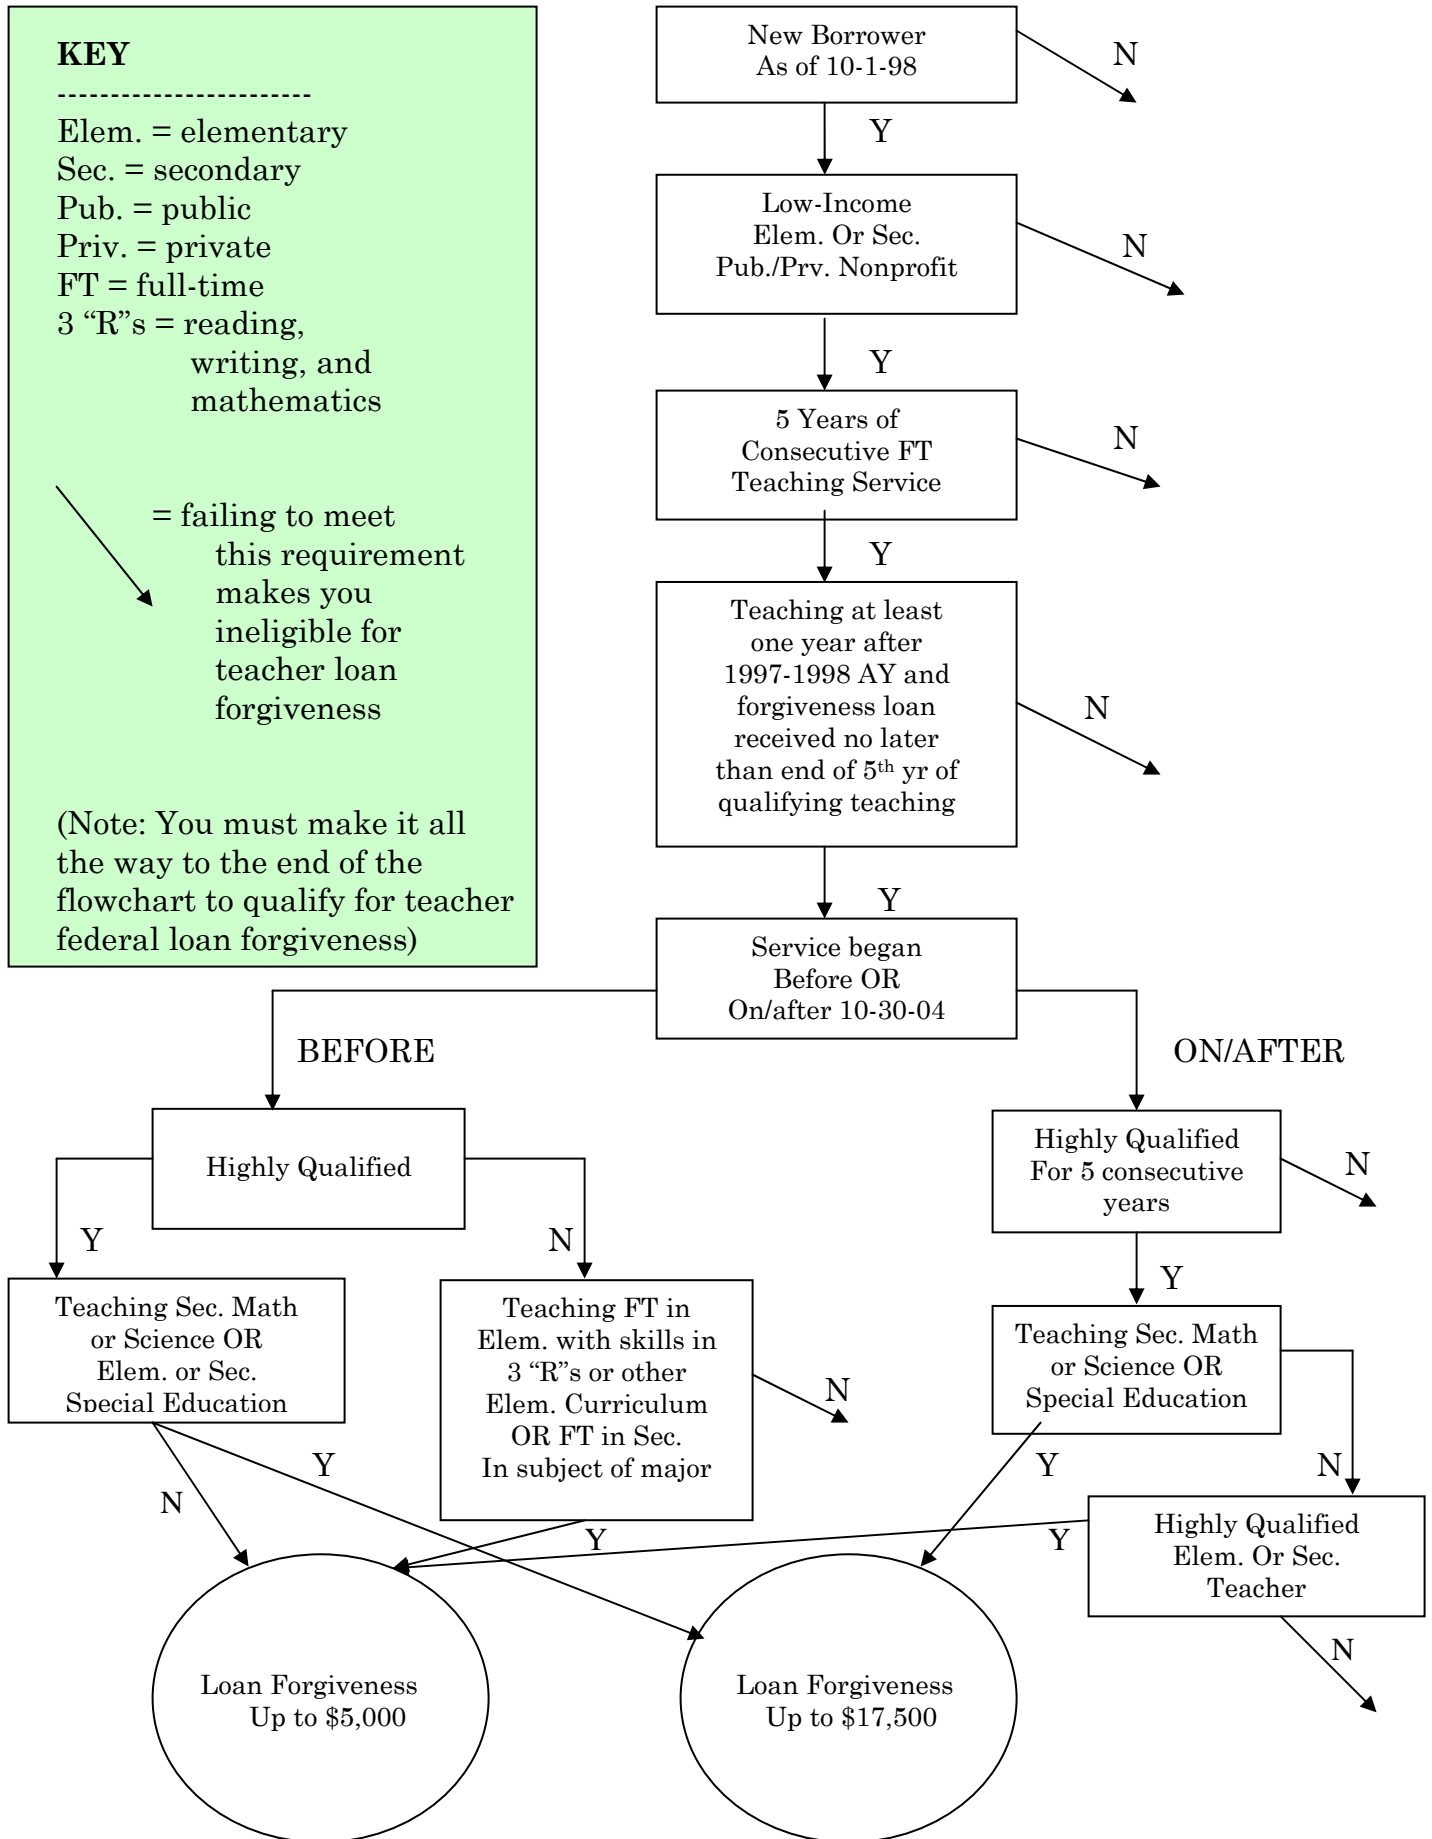 KEY
------------------------
Elem. = elementary
Sec. = secondary
Pub. = public
Priv. = private
FT = full-time
3 “R”s = reading,
writing, and
mathematics
= failing to meet
this requirement
makes you
ineligible for
teacher loan
forgiveness
(Note: You must make it all
the way to the end of the
flowchart to qualify for teacher
federal loan forgiveness)
New Borrower
As of 10-1-98
N
Y
Low-Income
Elem. Or Sec.
Pub./Prv. Nonprofit
N
Y
5 Years of
Consecutive FT
Teaching Service
N
Y
Teaching at least
one year after
1997-1998 AY and
forgiveness loan
received no later
than end of 5th yr of
qualifying teaching
N
Y
Service began
Before OR
On/after 10-30-04
BEFORE
ON/AFTER
Highly Qualified
Y
N
Teaching Sec. Math
or Science OR
Elem. or Sec.
Special Education
N
Y
Teaching FT in
Elem. with skills in
3 “R”s or other
Elem. Curriculum
OR FT in Sec.
In subject of major
N
Y
Highly Qualified
For 5 consecutive
years
N
Y
Teaching Sec. Math
or Science OR
Special Education
Y
N
Highly Qualified
Elem. Or Sec.
Teacher
Y
N
Loan Forgiveness
Up to $5,000
Loan Forgiveness
Up to $17,500